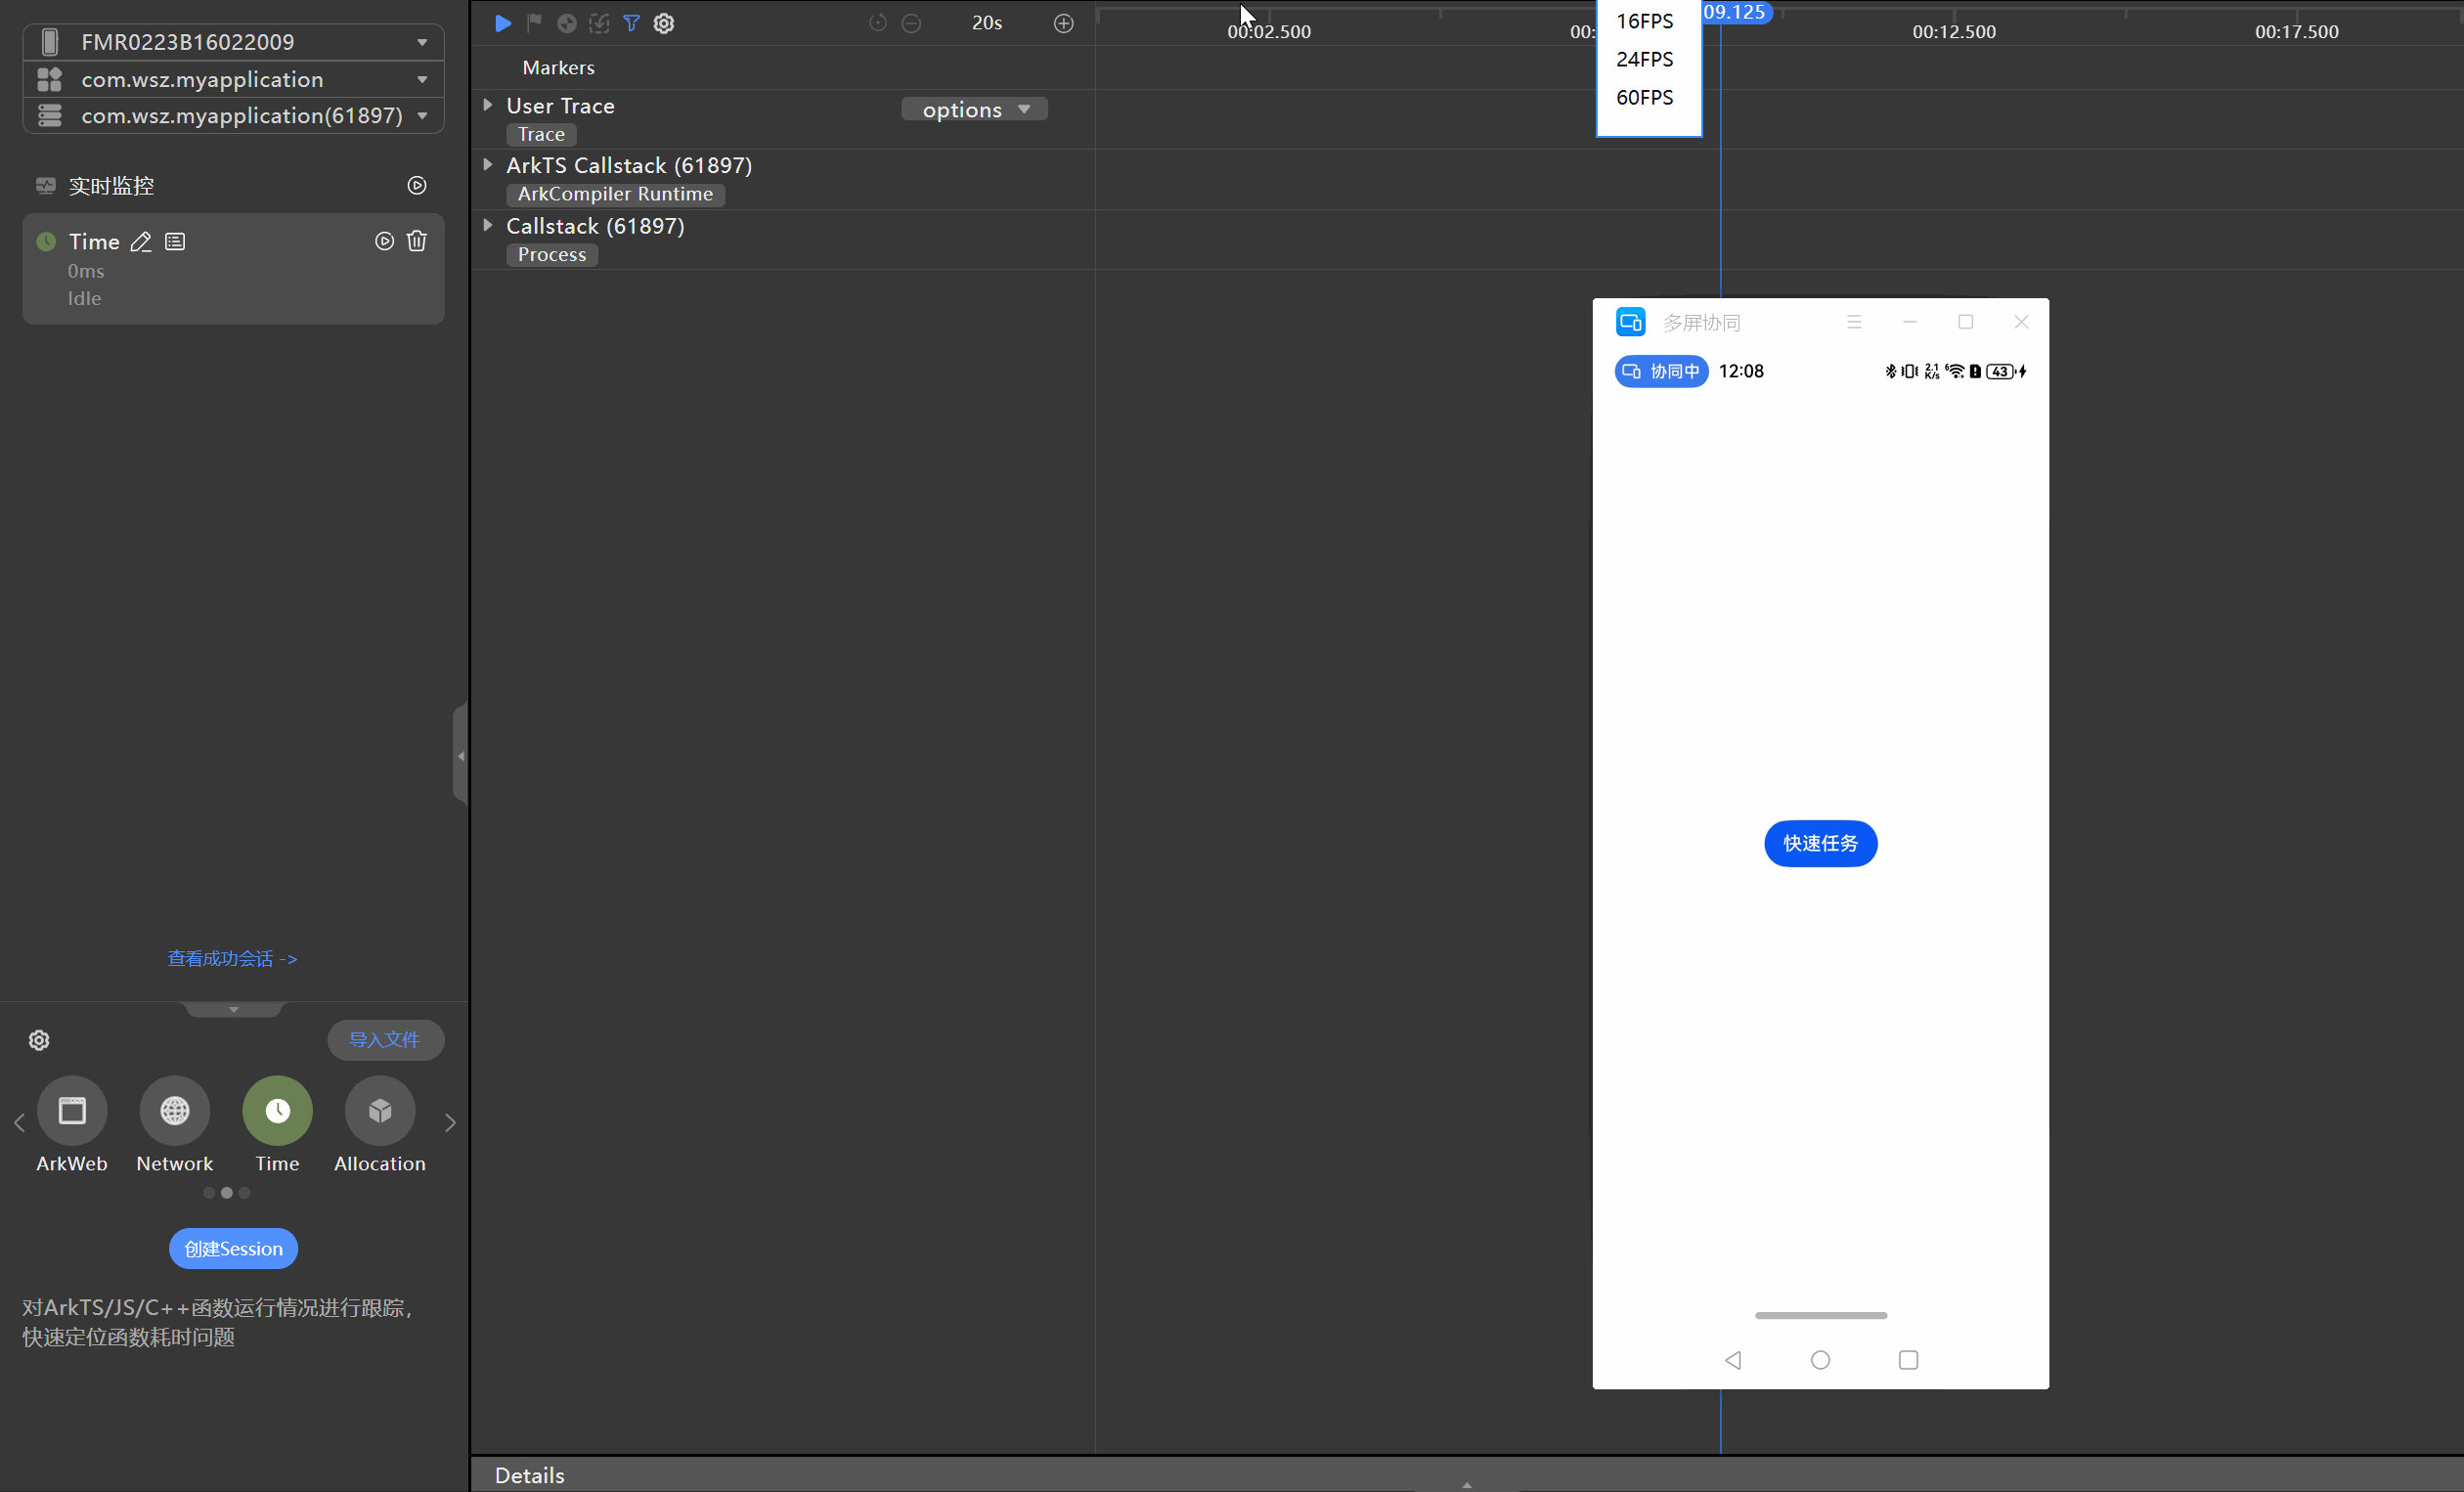 FMR0223B16022009
com.wsz.myapplication
com.wsz.myapplication(61897)
实时监控
Time
0ms
Idle
查看成功会话 ->
导入文件
ArkWeb
Network
Time
Allocation
创建Session
对ArkTS/JS/C++函数运行情况进行跟踪，
快速定位函数耗时问题
20s
00:02.500
00:
09.125
00:12.500
00:17.500
16FPS
24FPS
60FPS
Markers
User Trace
options
Trace
ArkTS Callstack (61897)
ArkCompiler Runtime
Callstack (61897)
Process
多屏协同
协同中
12:08
2.1
K/s
6
43
快速任务
Details